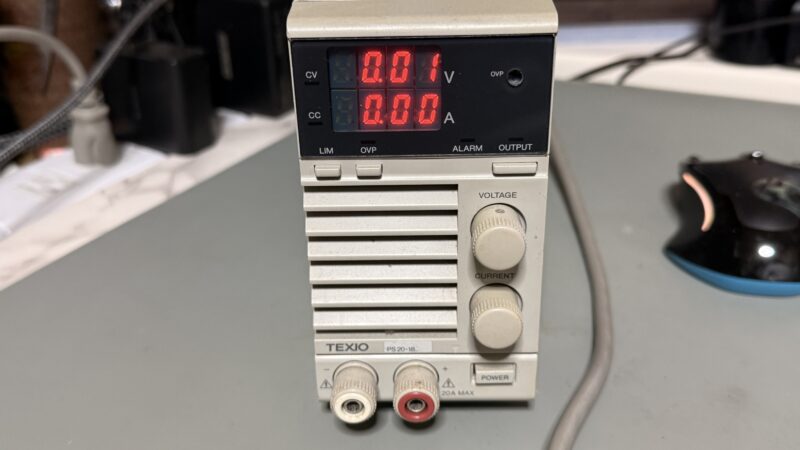 CV 0.01 V OVP
CC 0.00 A
LIM OVP ALARM OUTPUT
VOLTAGE
CURRENT
TEXIO PS20-18
- +
20A MAX POWER